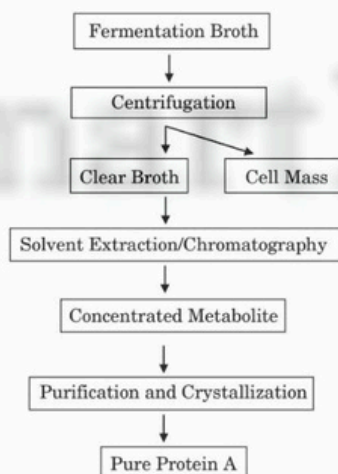 Fermentation Broth
Centrifugation
Clear Broth
Cell Mass
Solvent Extraction/Chromatography
Concentrated Metabolite
Purification and Crystallization
Pure Protein A